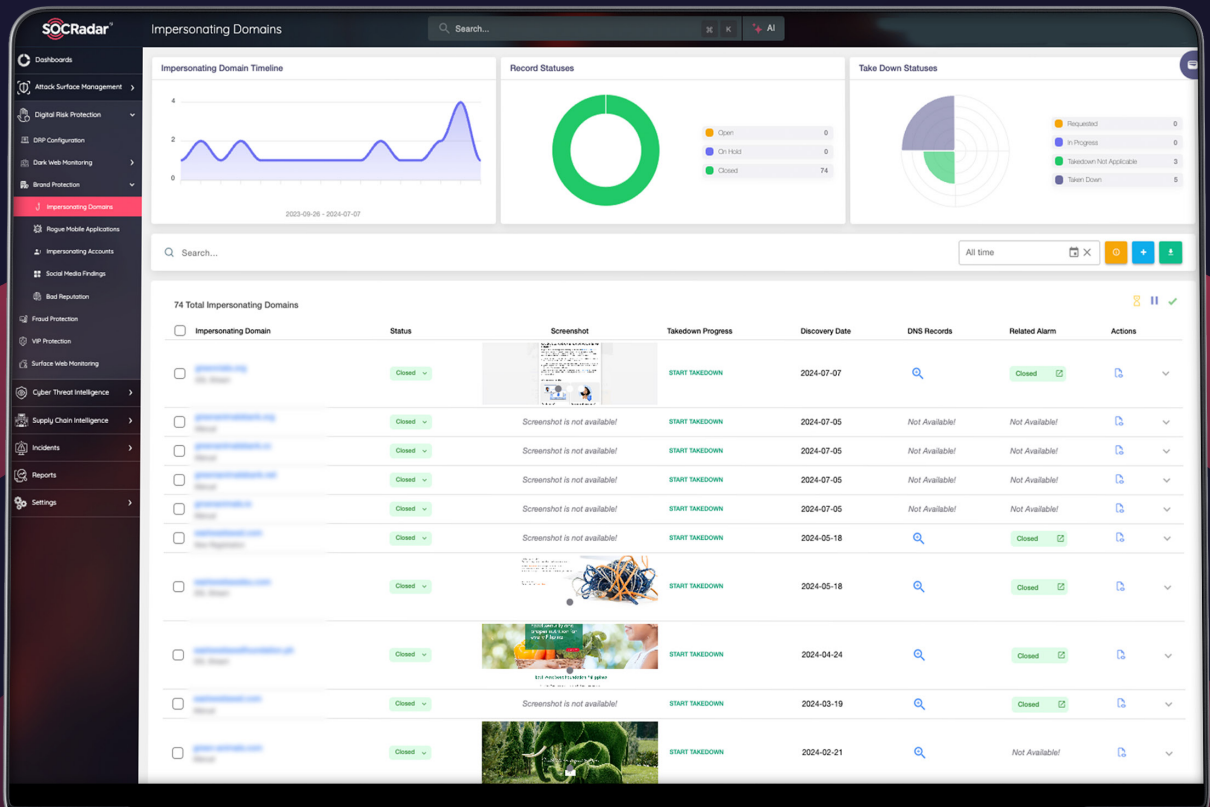 SOCRadar
Impersonating Domains
Search...
⌘ K
AI
Dashboards
Attack Surface Management
Digital Risk Protection
DRP Configuration
Dark Web Monitoring
Brand Protection
Impersonating Domains
Rogue Mobile Applications
Impersonating Accounts
Social Media Findings
Bad Reputation
Fraud Protection
VIP Protection
Surface Web Monitoring
Cyber Threat Intelligence
Supply Chain Intelligence
Incidents
Reports
Settings
Impersonating Domain Timeline
4
2
0
2023-09-26 - 2024-07-07
Record Statuses
Open 0
On Hold 0
Closed 74
Take Down Statuses
Requested 0
In Progress 0
Takedown Not Applicable 3
Taken Down 5
Search...
All time
74 Total Impersonating Domains
Impersonating Domain Status Screenshot Takedown Progress Discovery Date DNS Records Related Alarm Actions
Closed START TAKEDOWN 2024-07-07 Closed
Closed Screenshot is not available! START TAKEDOWN 2024-07-05 Not Available! Not Available!
Closed Screenshot is not available! START TAKEDOWN 2024-07-05 Not Available! Not Available!
Closed Screenshot is not available! START TAKEDOWN 2024-07-05 Not Available! Not Available!
Closed Screenshot is not available! START TAKEDOWN 2024-07-05 Not Available! Not Available!
Closed Screenshot is not available! START TAKEDOWN 2024-05-18 Closed
Closed START TAKEDOWN 2024-05-18 Closed
Closed START TAKEDOWN 2024-04-24 Closed
Closed Screenshot is not available! START TAKEDOWN 2024-03-19 Closed
Closed START TAKEDOWN 2024-02-21 Not Available!